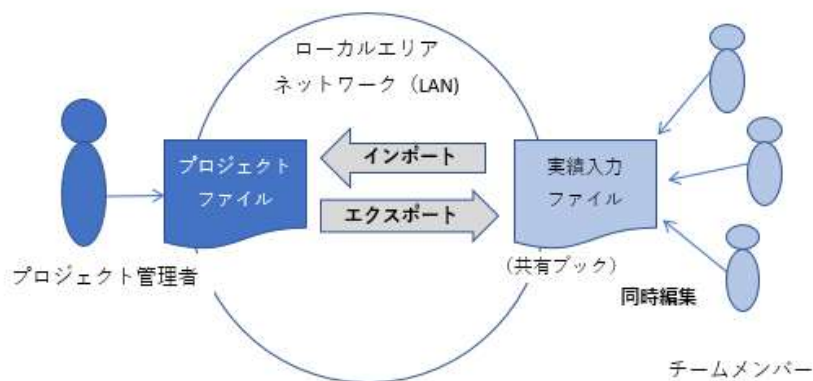 ローカルエリア
ネットワーク（LAN)
プロジェクト
ファイル
インポート
エクスポート
実績入力
ファイル
（共有ブック）
プロジェクト管理者
同時編集
チームメンバー